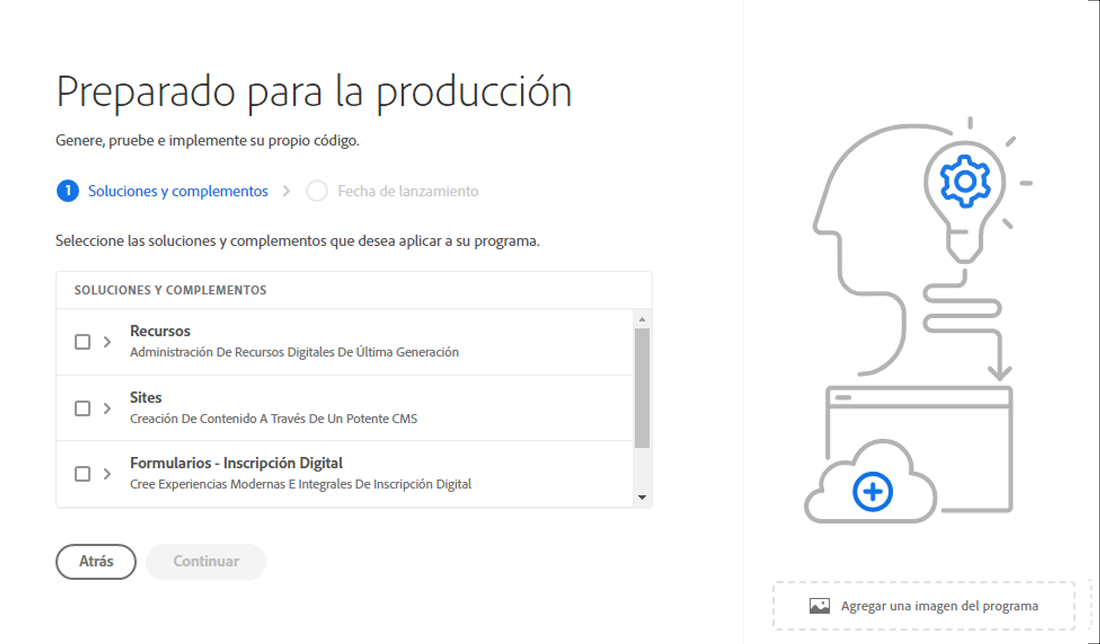 Preparado para la producción
Genere, pruebe e implemente su propio código.
1 Soluciones y complementos Fecha de lanzamiento
Seleccione las soluciones y complementos que desea aplicar a su programa.
SOLUCIONES Y COMPLEMENTOS
Recursos
Administración De Recursos Digitales De Última Generación
Sites
Creación De Contenido A Través De Un Potente CMS
Formularios - Inscripción Digital
Cree Experiencias Modernas E Integrales De Inscripción Digital
Atrás Continuar
Agregar una imagen del programa